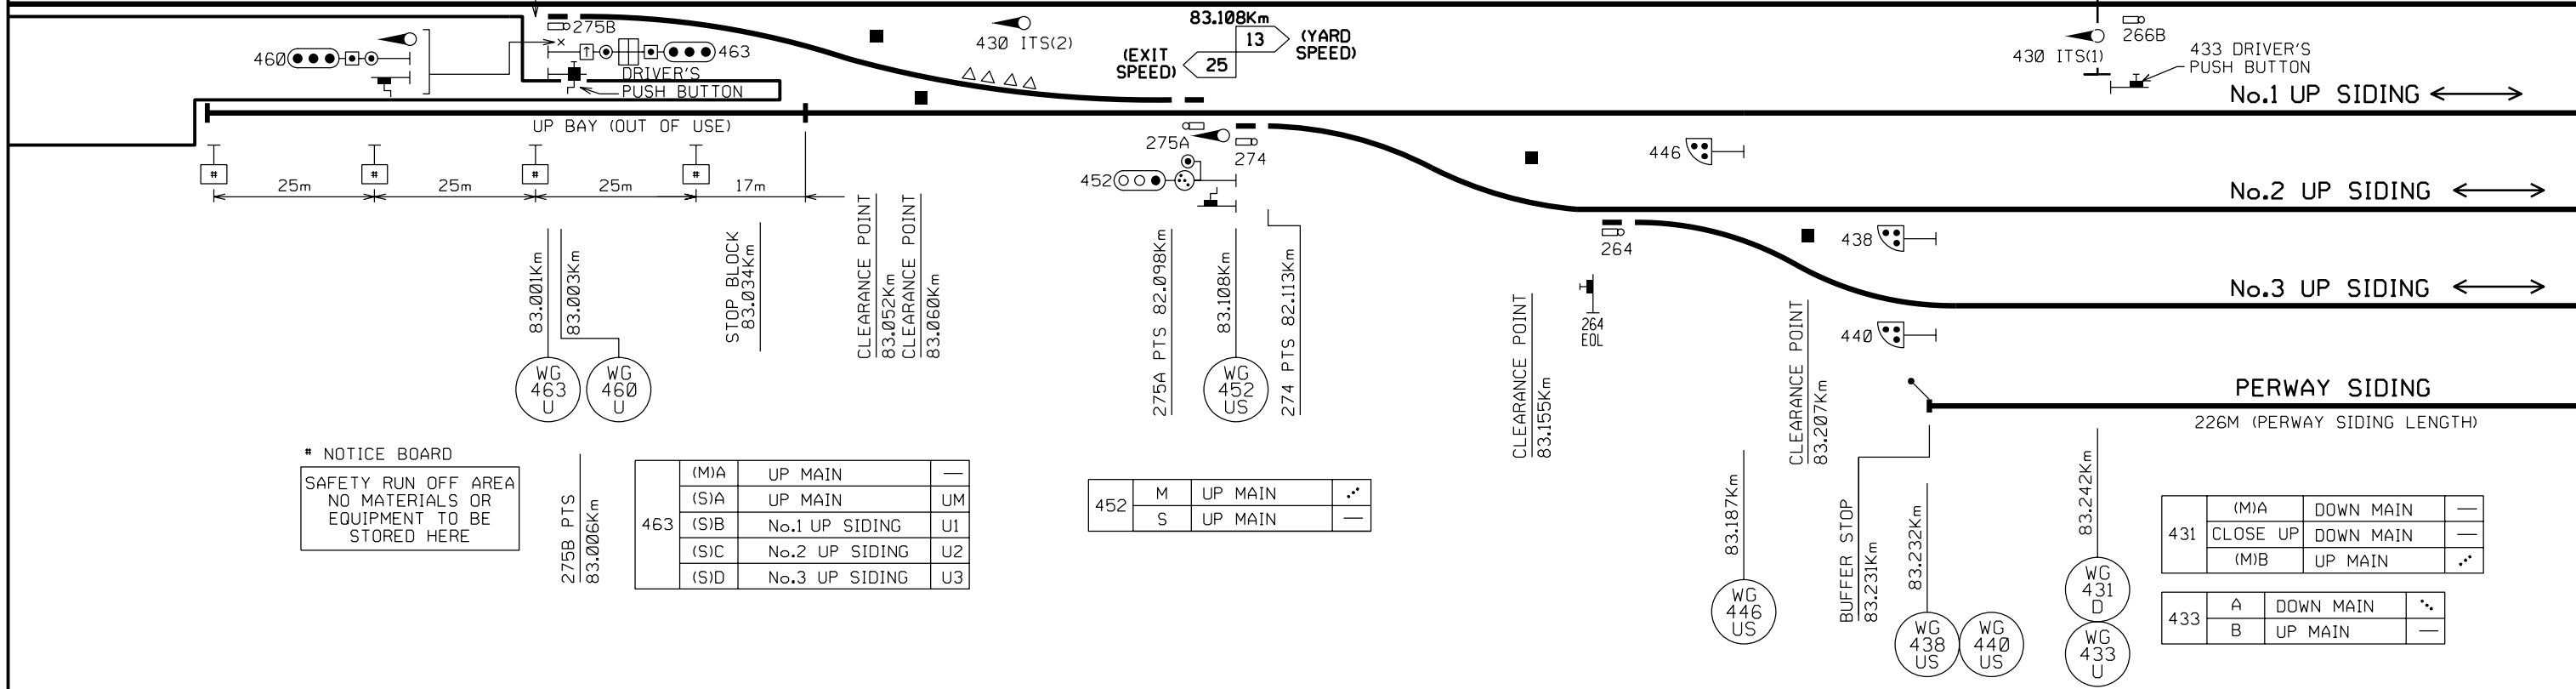 275B
83.108Km
13
(YARD
SPEED)
(EXIT
SPEED)
25
430 ITS(2)
266B
430 ITS(1)
433 DRIVER'S
PUSH BUTTON
460
463
DRIVER'S
PUSH BUTTON
No.1 UP SIDING
UP BAY (OUT OF USE)
275A
274
446
452
# # # #
25m 25m 25m 17m
No.2 UP SIDING
264
438
No.3 UP SIDING
264
EOL
440
83.001Km
83.003Km
STOP BLOCK
83.034Km
CLEARANCE POINT
83.052Km
CLEARANCE POINT
83.060Km
275A PTS 82.098Km
83.108Km
274 PTS 82.113Km
CLEARANCE POINT
83.155Km
CLEARANCE POINT
83.207Km
WG
463
U
WG
460
U
WG
452
US
PERWAY SIDING
226M (PERWAY SIDING LENGTH)
# NOTICE BOARD
SAFETY RUN OFF AREA
NO MATERIALS OR
EQUIPMENT TO BE
STORED HERE
275B PTS
83.006Km
463
(M)A UP MAIN —
(S)A UP MAIN UM
(S)B No.1 UP SIDING U1
(S)C No.2 UP SIDING U2
(S)D No.3 UP SIDING U3
452
M UP MAIN
S UP MAIN —
83.187Km
WG
446
US
BUFFER STOP
83.231Km
83.232Km
WG
438
US
WG
440
US
83.242Km
WG
431
D
WG
433
U
431
(M)A DOWN MAIN —
CLOSE UP DOWN MAIN —
(M)B UP MAIN
433
A DOWN MAIN
B UP MAIN —